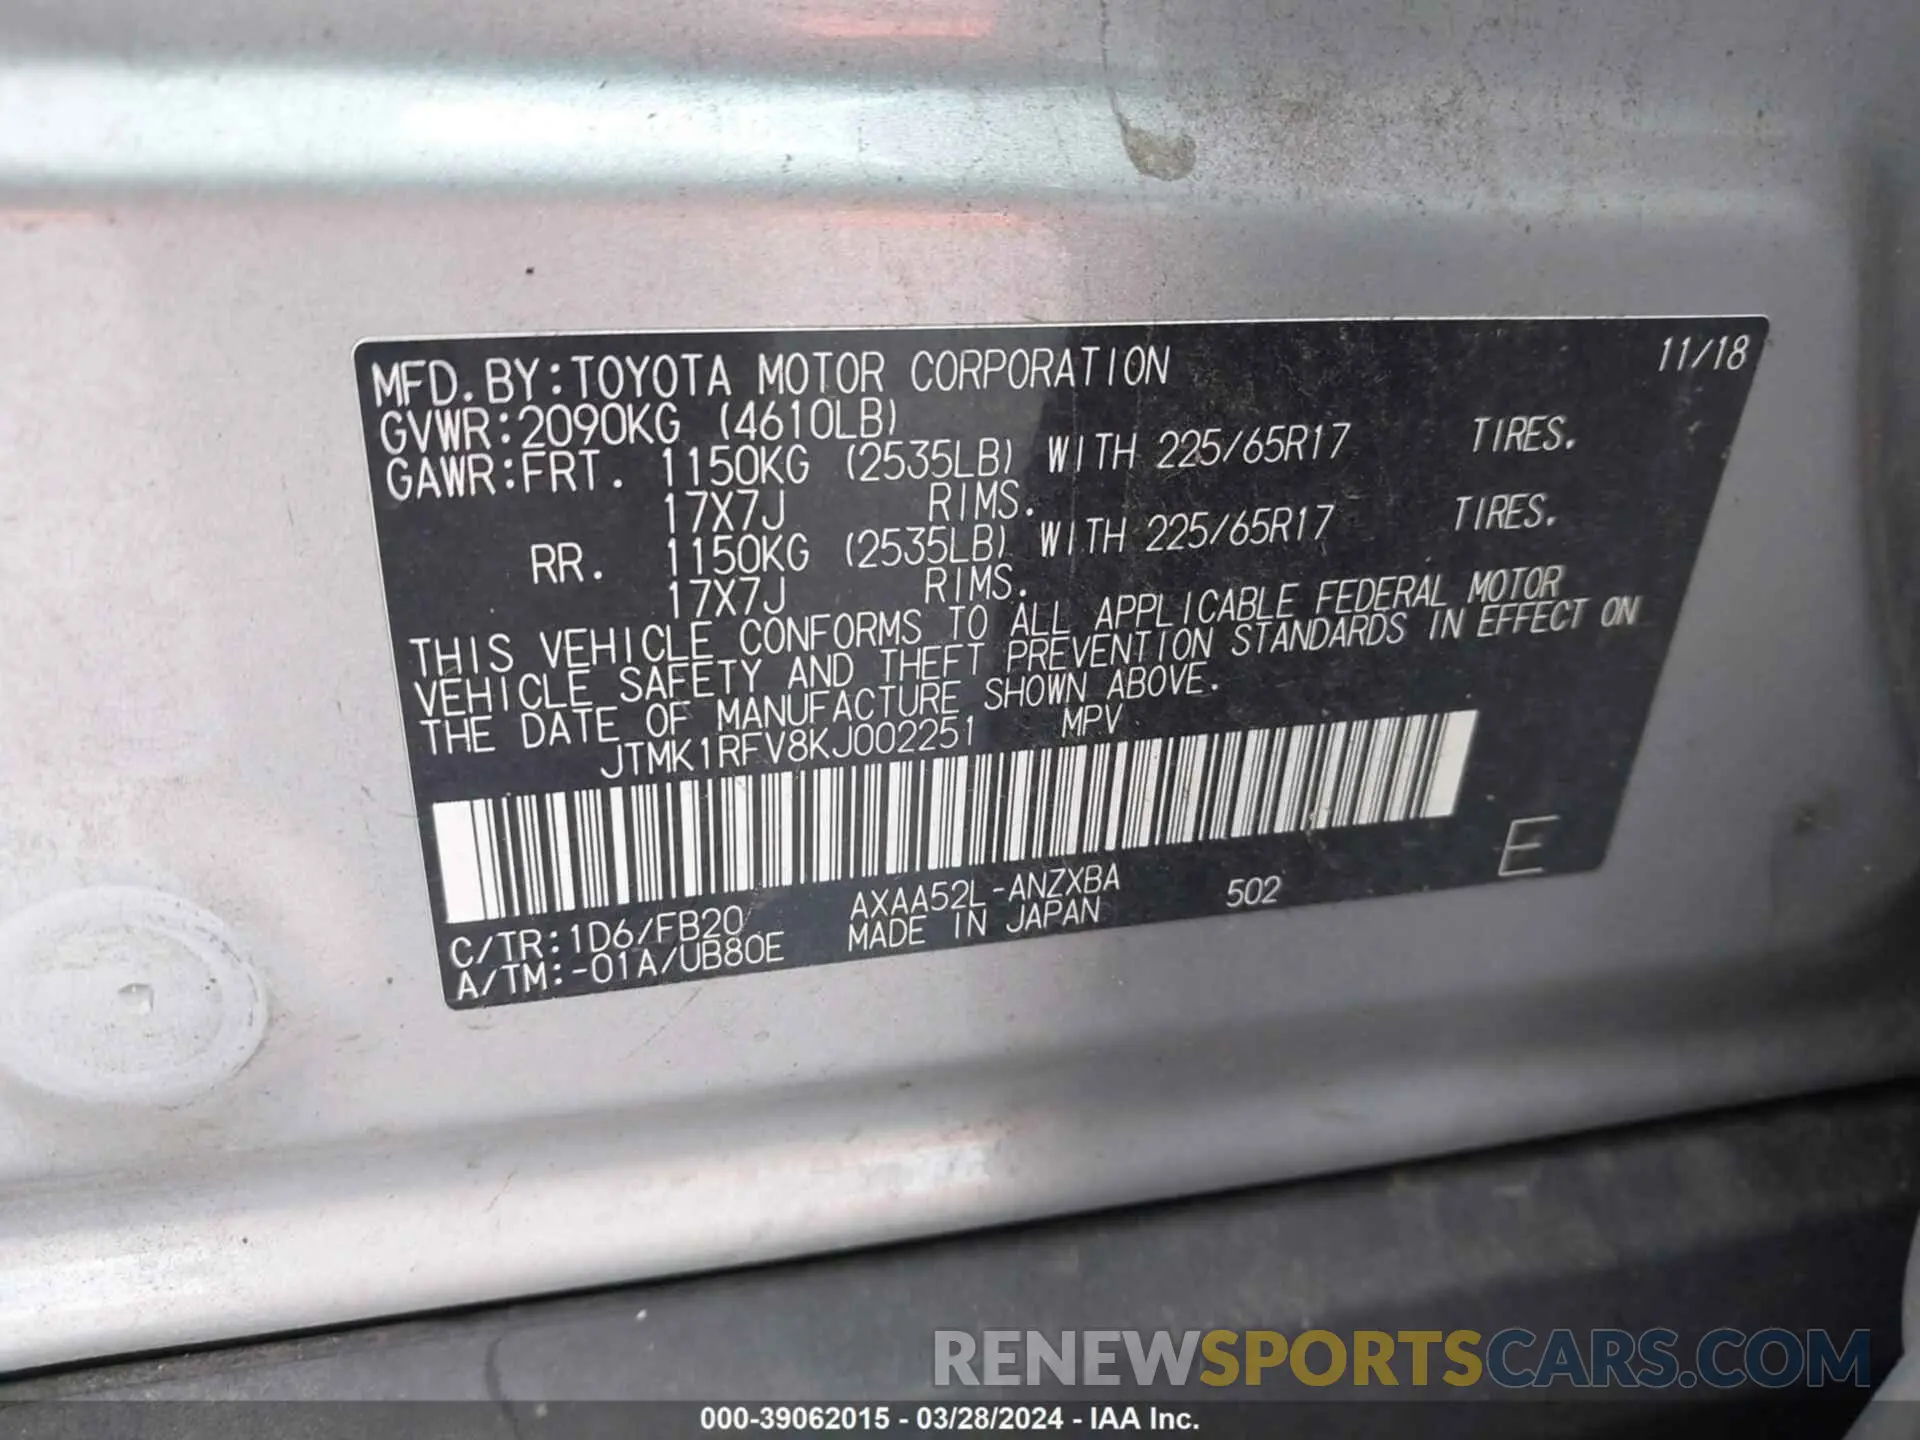 MFD. BY: TOYOTA MOTOR CORPORATION 11/18
GVWR: 2090KG (4610LB)
GAWR: FRT. 1150KG (2535LB) WITH 225/65R17 TIRES.
17X7J RIMS.
RR. 1150KG (2535LB) WITH 225/65R17 TIRES.
17X7J RIMS.
THIS VEHICLE CONFORMS TO ALL APPLICABLE FEDERAL MOTOR
VEHICLE SAFETY AND THEFT PREVENTION STANDARDS IN EFFECT ON
THE DATE OF MANUFACTURE SHOWN ABOVE.
JTMK1RFV8KJ002251 MPV
E
C/TR: 1D6/FB20 AXAA52L-ANZXBA 502
A/TM: -01A/UB80E MADE IN JAPAN
RENEWSPORTSCARS.COM
000-39062015 - 03/28/2024 - IAA Inc.